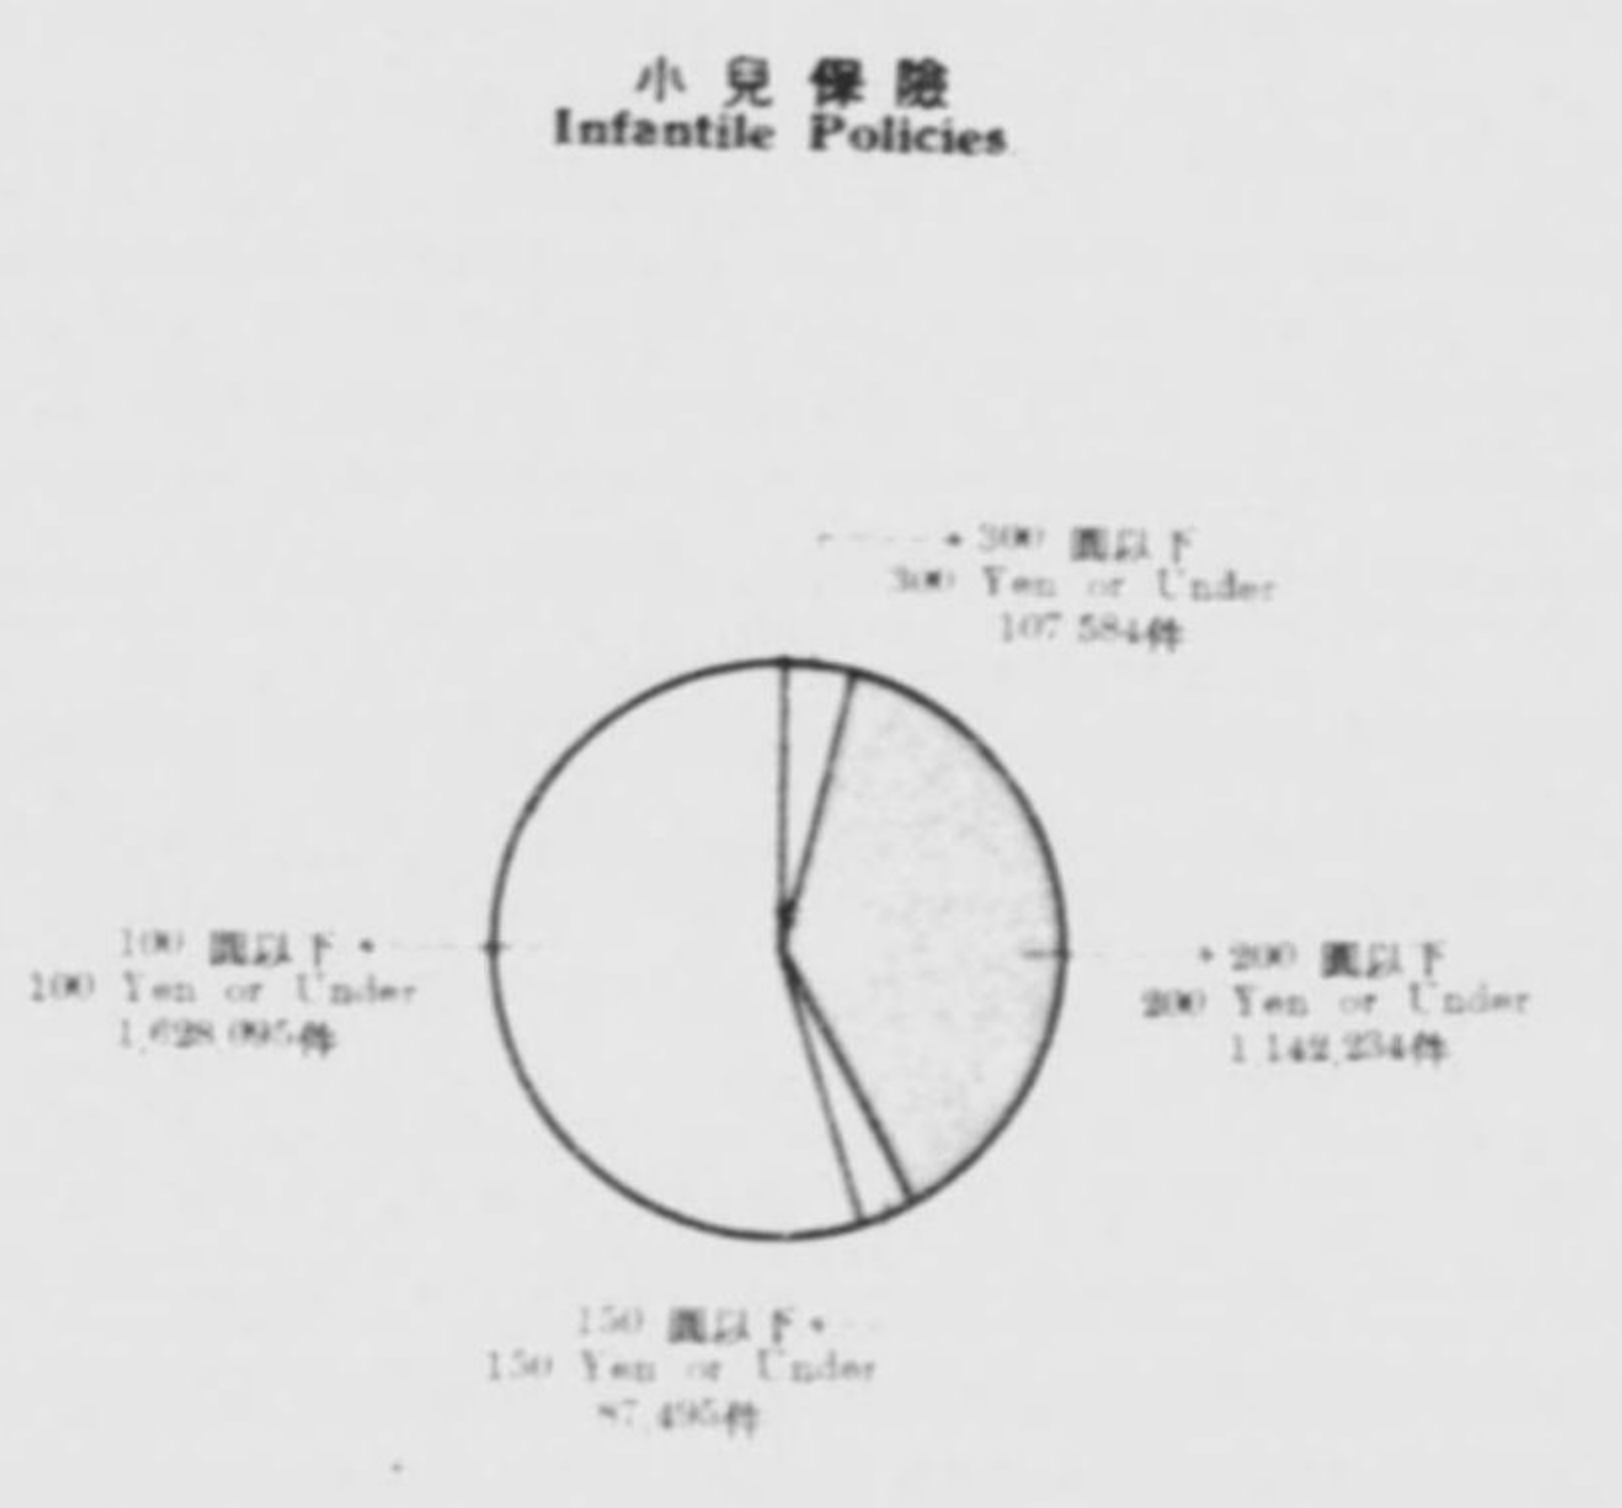 小兒保險
Infantile Policies
300 圓以下
300 Yen or Under
107,584件
100 圓以下
100 Yen or Under
1,628,095件
200 圓以下
200 Yen or Under
1,142,234件
150 圓以下
150 Yen or Under
87,495件